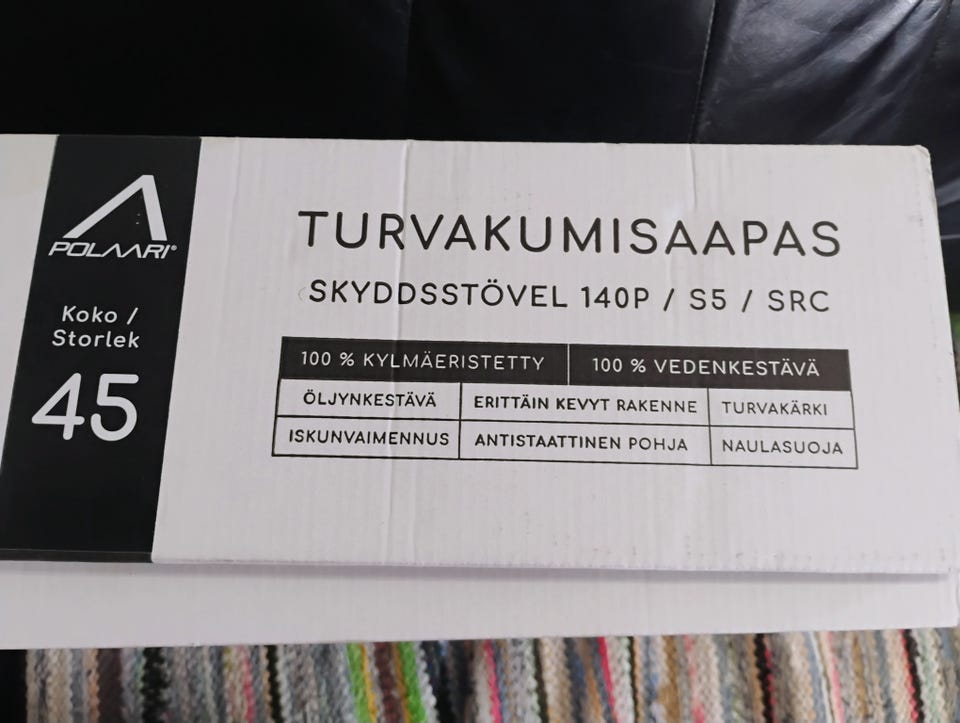 POLAARI®
Koko /
Storlek
45
TURVAKUMISAAPAS
SKYDDSSTÖVEL 140P / S5 / SRC
100 % KYLMÄERISTETTY 100 % VEDENKESTÄVÄ
ÖLJYNKESTÄVÄ ERITTÄIN KEVYT RAKENNE TURVAKÄRKI
ISKUNVAIMENNUS ANTISTAATTINEN POHJA NAULASUOJA